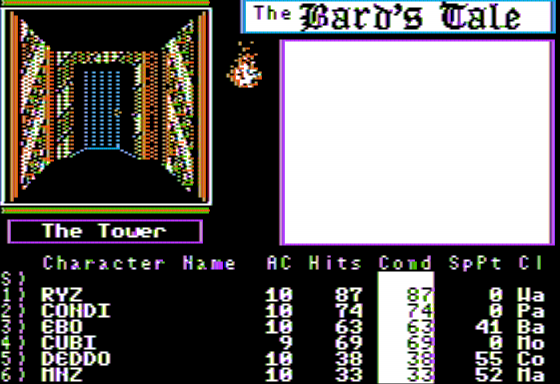 The Bard's Tale
The Tower
Character Name AC Hits Cond SpPt Cl
S)
1) RYZ 10 87 87 0 Wa
2) CONDI 10 74 74 0 Pa
3) EBO 10 63 63 41 Ba
4) CUBI 9 69 69 0 Mo
5) DEDDO 10 38 38 55 Co
6) MNZ 10 33 33 52 Ma